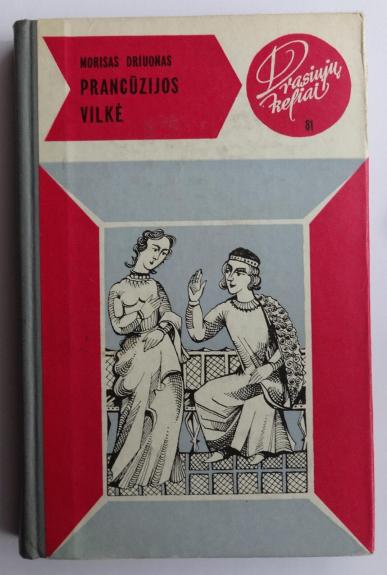 MORISAS DRIUONAS
PRANCŪZIJOS
VILKĖ
Drąsiųjų
keliai
81